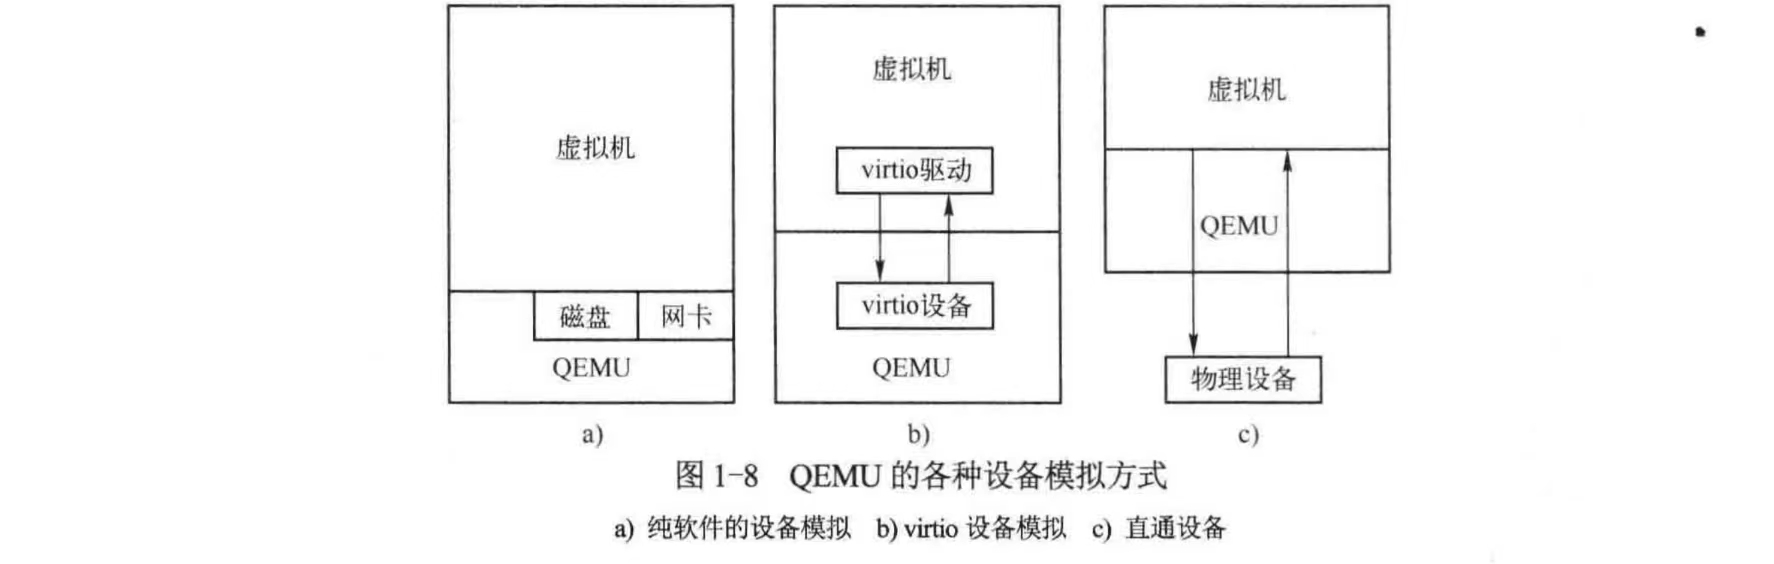 虚拟机
磁盘
网卡
QEMU
a)
虚拟机
virtio驱动
virtio设备
QEMU
b)
虚拟机
QEMU
物理设备
c)
图 1-8 QEMU 的各种设备模拟方式
a) 纯软件的设备模拟 b) virtio 设备模拟 c) 直通设备